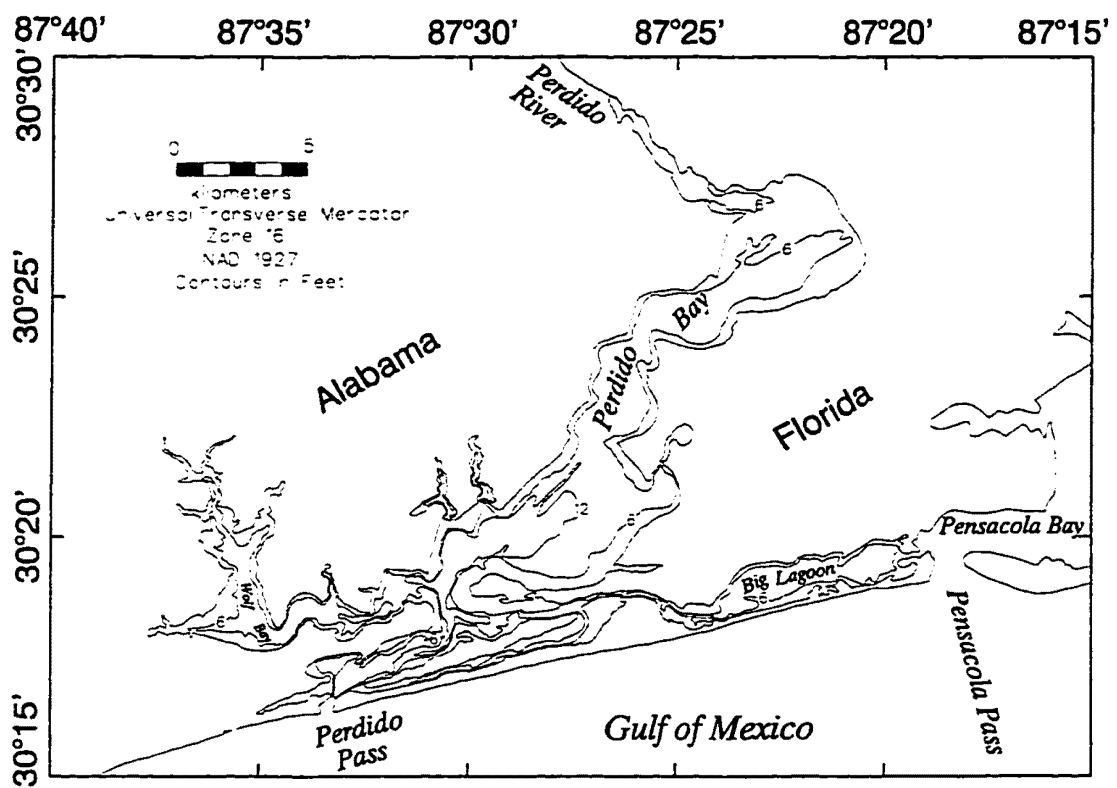 87°40' 87°35' 87°30' 87°25' 87°20' 87°15'
30°30'
30°25'
30°20'
30°15'
0 5
kilometers
Universal Transverse Mercator
Zone 16
NAD 1927
Contours in Feet
Perdido
River
6
6
Bay
Perdido
Alabama
Florida
12
6
Pensacola Bay
Big Lagoon
Wolf
Bay
6
Perdido
Pass
Gulf of Mexico
Pensacola Pass